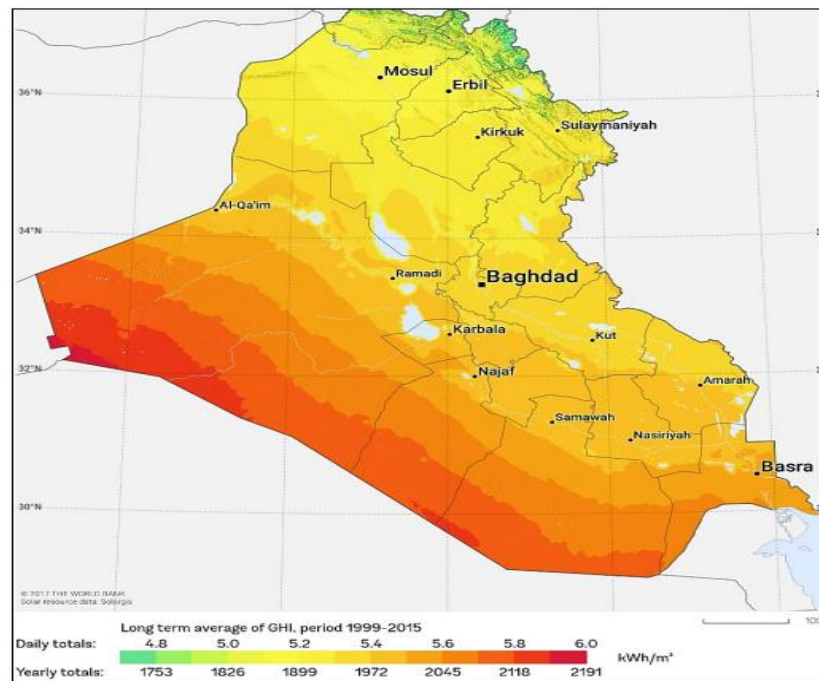 Mosul
Erbil
36°N
Kirkuk
Sulaymaniyah
Al-Qa'im
34°N
Ramadi
Baghdad
Karbala
Kut
32°N
Najaf
Amarah
Samawah
Nasiriyah
Basra
30°N
© 2017 THE WORLD BANK
Solar resource data: Solargis
Long term average of GHI, period 1999-2015
Daily totals: 4.8 5.0 5.2 5.4 5.6 5.8 6.0 kWh/m²
Yearly totals: 1753 1826 1899 1972 2045 2118 2191